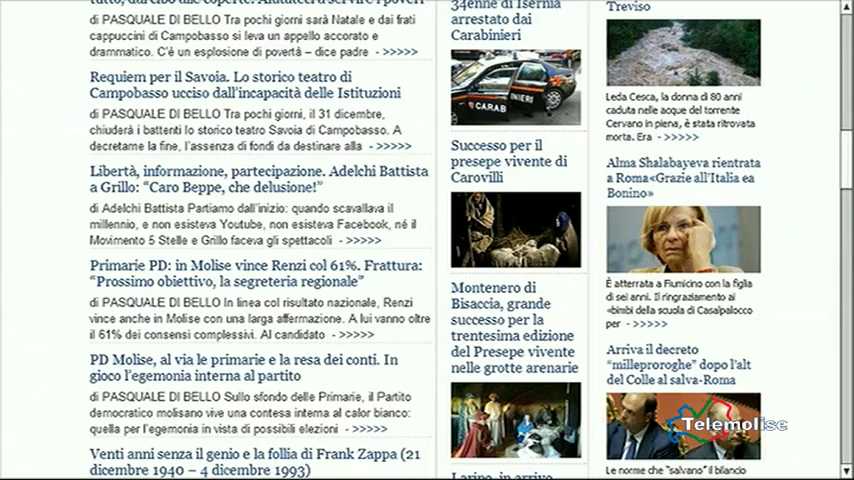 tutto, dai cibo alle coperte. Aiutateci a servire i poveri
di PASQUALE DI BELLO Tra pochi giorni sarà Natale e dai frati
cappuccini di Campobasso si leva un appello accorato e
drammatico. C'è un esplosione di povertà – dice padre - >>>>>
Requiem per il Savoia. Lo storico teatro di
Campobasso ucciso dall'incapacità delle Istituzioni
di PASQUALE DI BELLO Tra pochi giorni, il 31 dicembre,
chiuderà i battenti lo storico teatro Savoia di Campobasso. A
decretarne la fine, l'assenza di fondi da destinare alla - >>>>>
Libertà, informazione, partecipazione. Adelchi Battista
a Grillo: "Caro Beppe, che delusione!"
di Adelchi Battista Partiamo dall'inizio: quando scavallava il
millennio, e non esisteva Youtube, non esisteva Facebook, né il
Movimento 5 Stelle e Grillo faceva gli spettacoli - >>>>>
Primarie PD: in Molise vince Renzi col 61%. Frattura:
"Prossimo obiettivo, la segreteria regionale"
di PASQUALE DI BELLO In linea col risultato nazionale, Renzi
vince anche in Molise con una larga affermazione. A lui vanno oltre
il 61% dei consensi complessivi. Al candidato - >>>>>
PD Molise, al via le primarie e la resa dei conti. In
gioco l'egemonia interna al partito
di PASQUALE DI BELLO Sullo sfondo delle Primarie, il Partito
democratico molisano vive una contesa interna al calor bianco:
quella per l'egemonia in vista di possibili elezioni - >>>>>
Venti anni senza il genio e la follia di Frank Zappa (21
dicembre 1940 – 4 dicembre 1993)
34enne di Isernia
arrestato dai
Carabinieri
CARAB NIERI
Successo per il
presepe vivente di
Carovilli
Montenero di
Bisaccia, grande
successo per la
trentesima edizione
del Presepe vivente
nelle grotte arenarie
Larino, in arrivo
Treviso
Leda Cesca, la donna di 80 anni
caduta nelle acque del torrente
Cervano in piena, è stata ritrovata
morta. Era - >>>>>
Alma Shalabayeva rientrata
a Roma«Grazie all'Italia ea
Bonino»
È atterrata a Fiumicino con la figlia
di sei anni. Il ringraziamento ai
«bimbi della scuola di Casalpalocco
per - >>>>>
Arriva il decreto
"milleproroghe" dopo l'alt
del Colle al salva-Roma
Telemolise
Le norme che "salvano" il bilancio